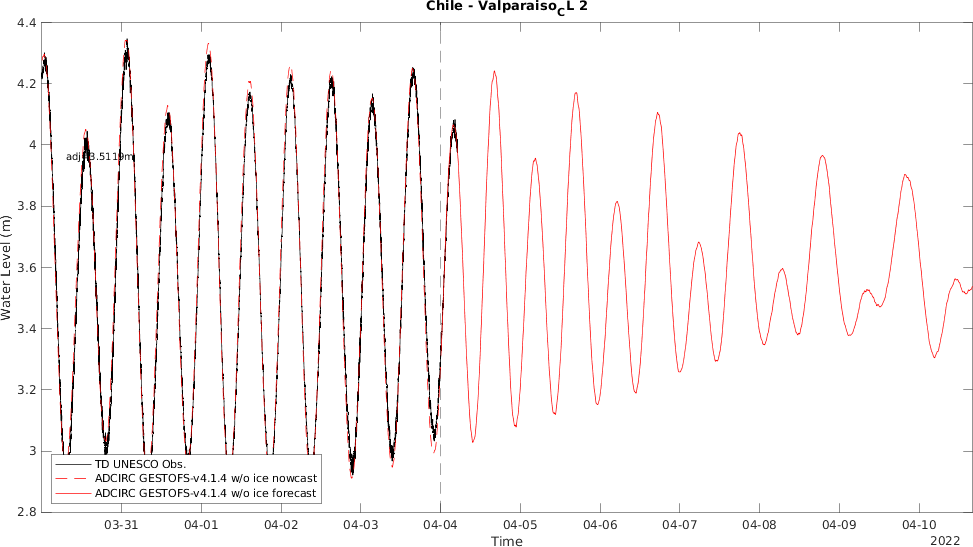 Chile - Valparaiso_CL 2
4.4
4.2
4
3.8
3.6
3.4
3.2
3
2.8
Water Level (m)
adj=3.5119m
TD UNESCO Obs.
ADCIRC GESTOFS-v4.1.4 w/o ice nowcast
ADCIRC GESTOFS-v4.1.4 w/o ice forecast
03-31 04-01 04-02 04-03 04-04 04-05 04-06 04-07 04-08 04-09 04-10
Time
2022